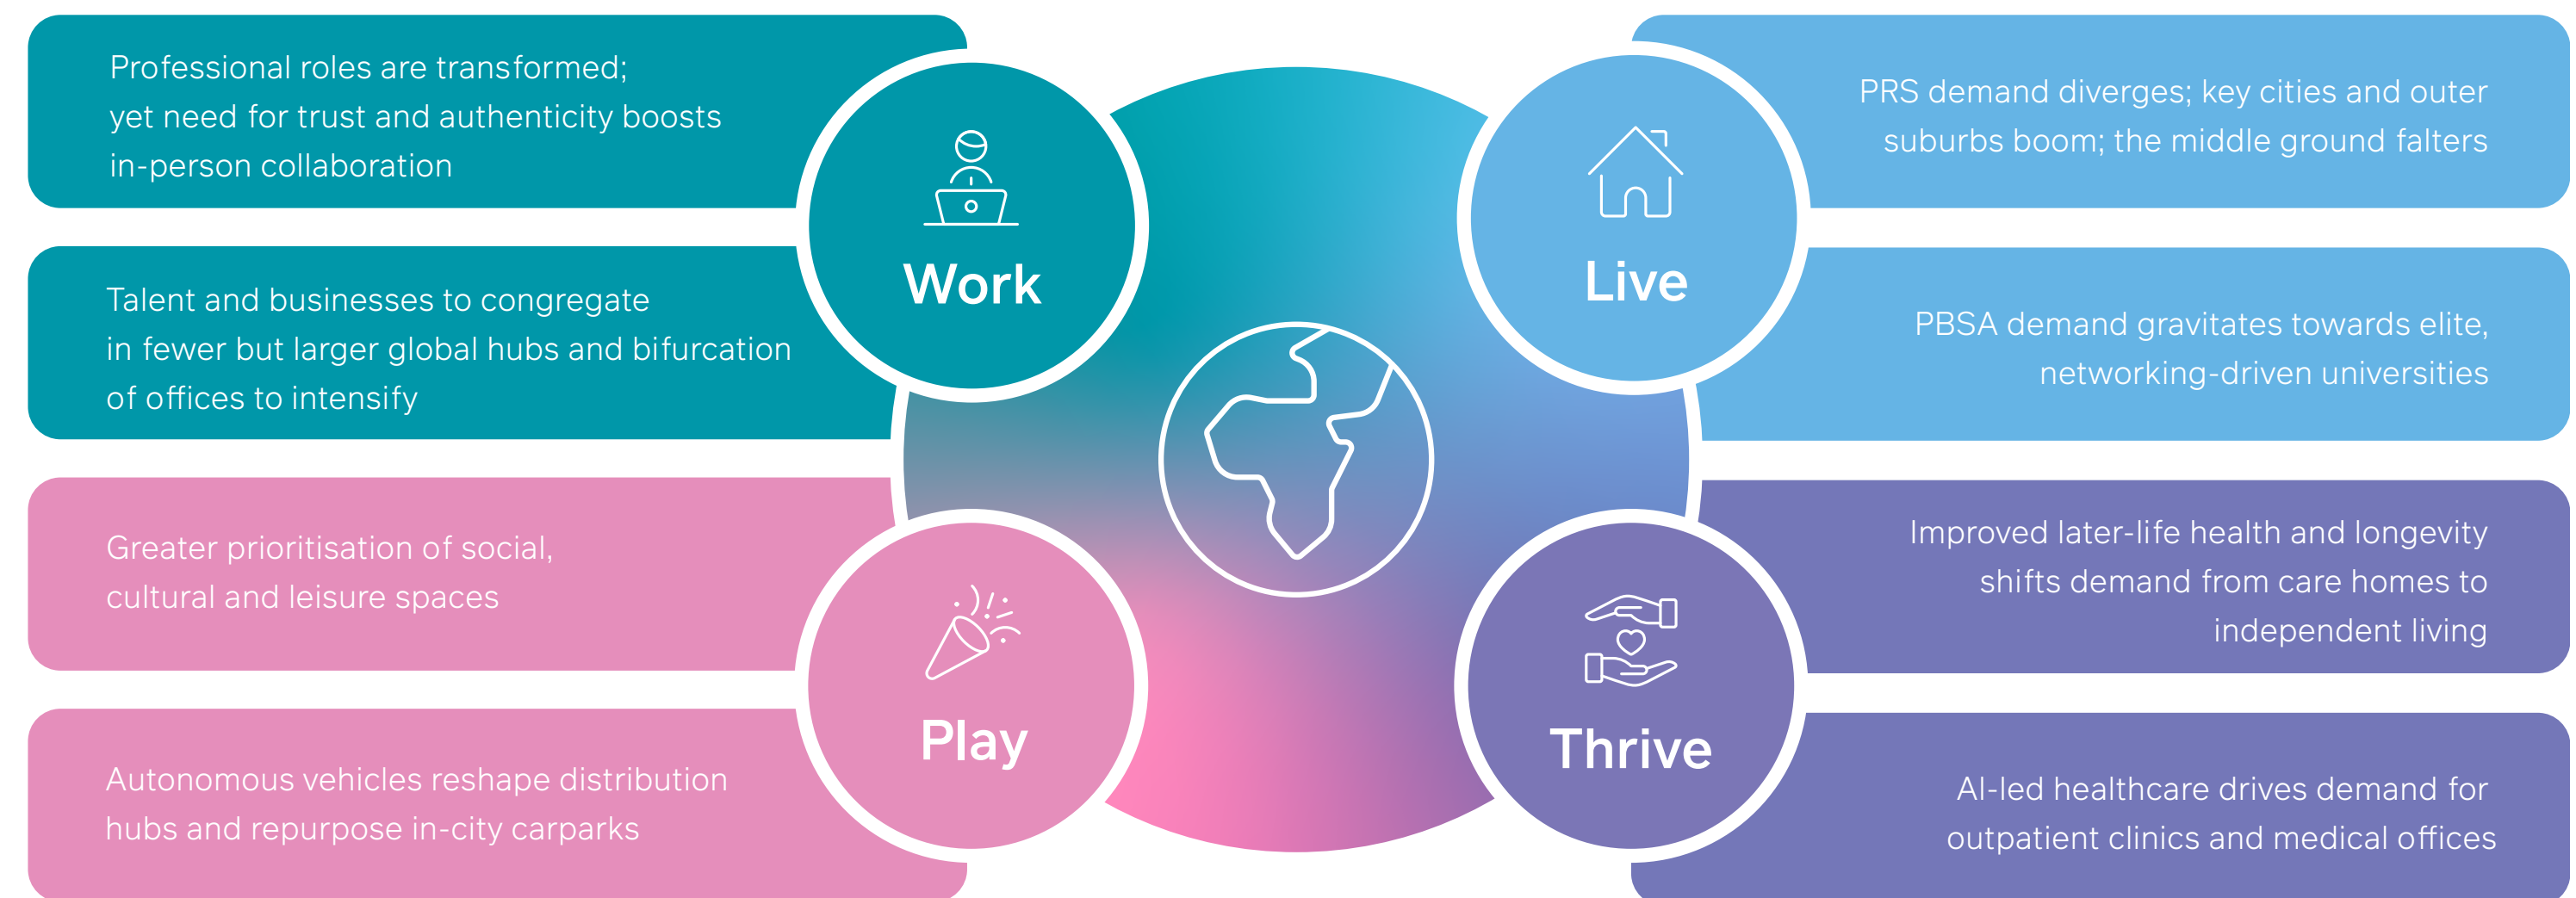 Professional roles are transformed;
yet need for trust and authenticity boosts
in-person collaboration
Talent and businesses to congregate
in fewer but larger global hubs and bifurcation
of offices to intensify
Work
Live
PRS demand diverges; key cities and outer
suburbs boom; the middle ground falters
PBSA demand gravitates towards elite,
networking-driven universities
Greater prioritisation of social,
cultural and leisure spaces
Autonomous vehicles reshape distribution
hubs and repurpose in-city carparks
Play
Thrive
Improved later-life health and longevity
shifts demand from care homes to
independent living
AI-led healthcare drives demand for
outpatient clinics and medical offices